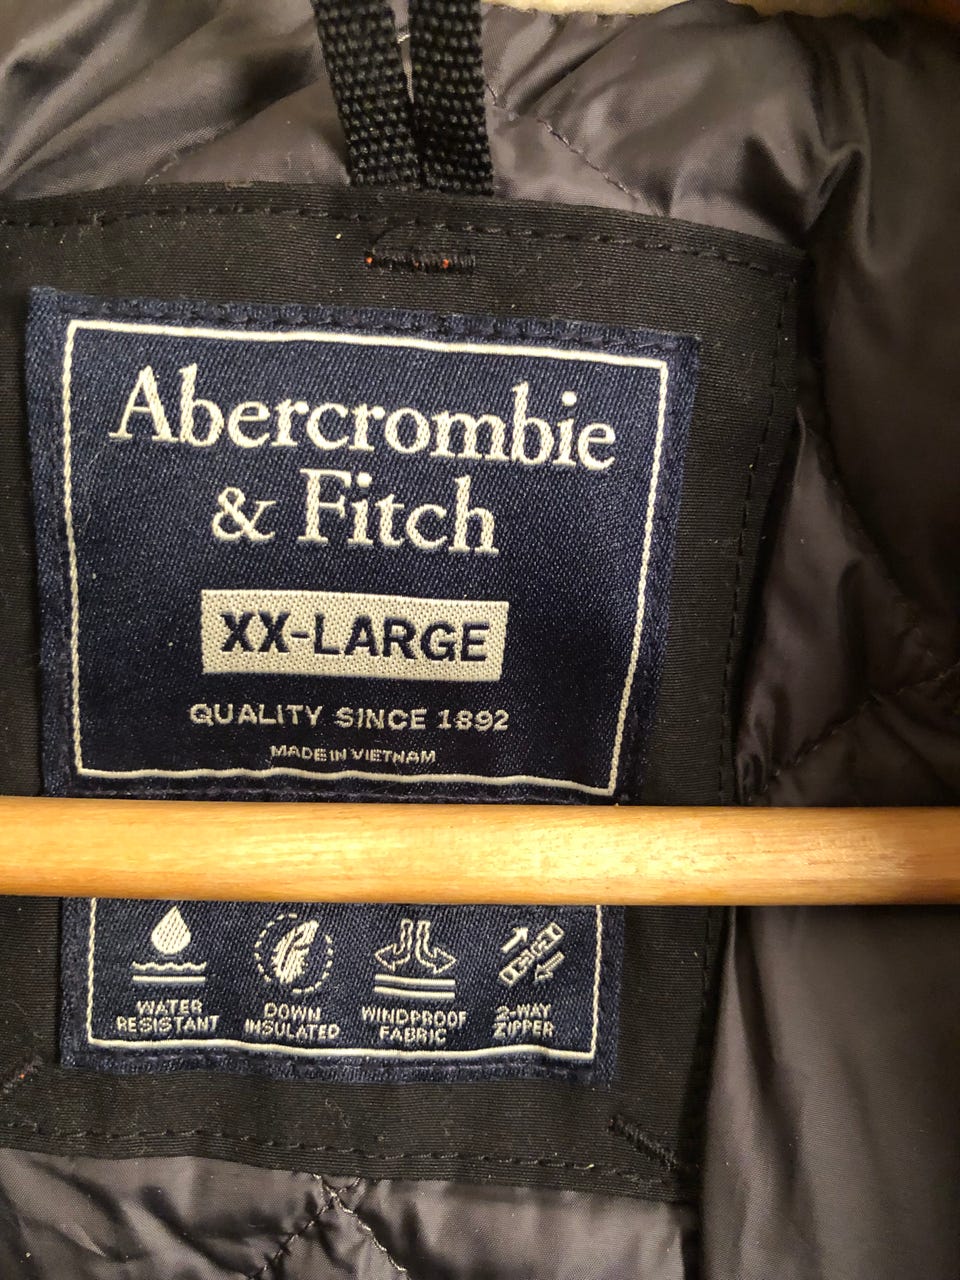 Abercrombie
& Fitch
XX-LARGE
QUALITY SINCE 1892
MADE IN VIETNAM
WATER
RESISTANT
DOWN
INSULATED
WINDPROOF
FABRIC
2-WAY
ZIPPER